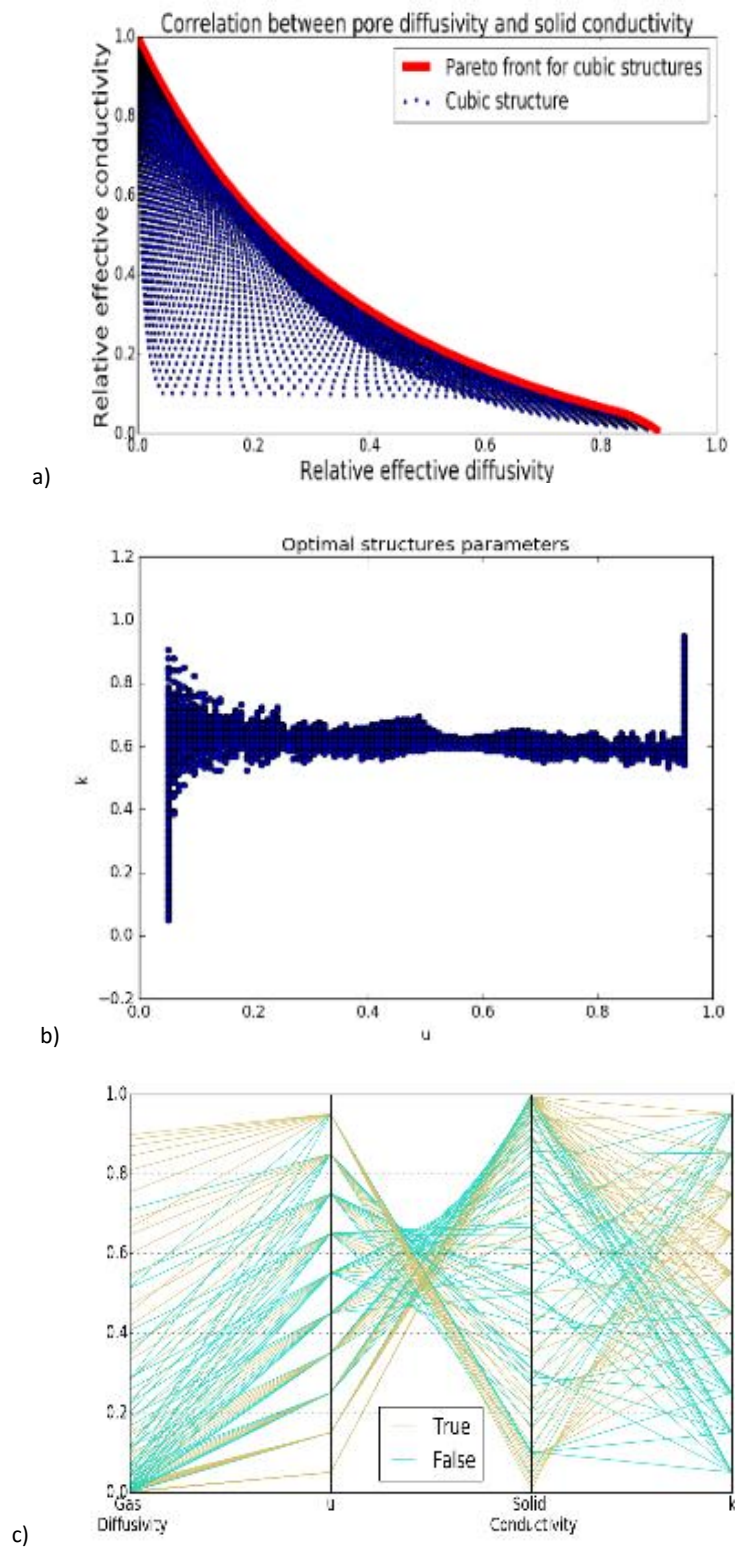 Correlation between pore diffusivity and solid conductivity
Pareto front for cubic structures
Cubic structure
Relative effective conductivity
1.0
0.8
0.6
0.4
0.2
0.0
0.0 0.2 0.4 0.6 0.8 1.0
Relative effective diffusivity
a)
Optimal structures parameters
1.2
1.0
0.8
0.6
0.4
0.2
0.0
−0.2
k
0.0 0.2 0.4 0.6 0.8 1.0
u
b)
1.0
0.8
0.6
0.4
0.2
0.0
True
False
Gas Diffusivity
u
Solid Conductivity
k
c)